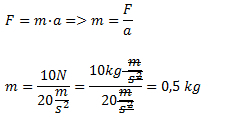 F = m·a => m = F/a
m = 10N / 20 m/s² = 10kg m/s² / 20 m/s² = 0,5 kg